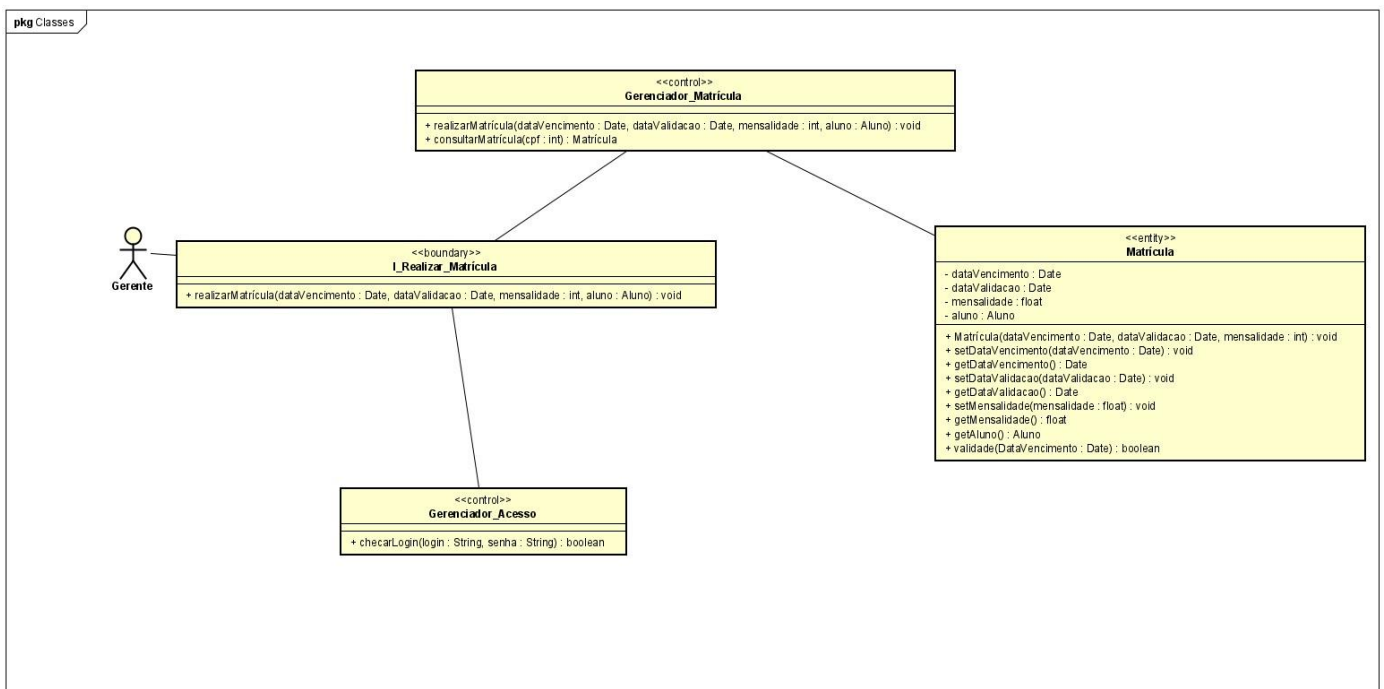 pkg Classes
<<control>>
Gerenciador_Matrícula
+ realizarMatrícula(dataVencimento : Date, dataValidacao : Date, mensalidade : int, aluno : Aluno) : void
+ consultarMatrícula(cpf : int) : Matrícula
Gerente
<<boundary>>
I_Realizar_Matrícula
+ realizarMatrícula(dataVencimento : Date, dataValidacao : Date, mensalidade : int, aluno : Aluno) : void
<<entity>>
Matrícula
- dataVencimento : Date
- dataValidacao : Date
- mensalidade : float
- aluno : Aluno
+ Matrícula(dataVencimento : Date, dataValidacao : Date, mensalidade : int) : void
+ setDataVencimento(dataVencimento : Date) : void
+ getDataVencimento() : Date
+ setDataValidacao(dataValidacao : Date) : void
+ getDataValidacao() : Date
+ setMensalidade(mensalidade : float) : void
+ getMensalidade() : float
+ getAluno() : Aluno
+ validade(DataVencimento : Date) : boolean
<<control>>
Gerenciador_Acesso
+ checarLogin(login : String, senha : String) : boolean